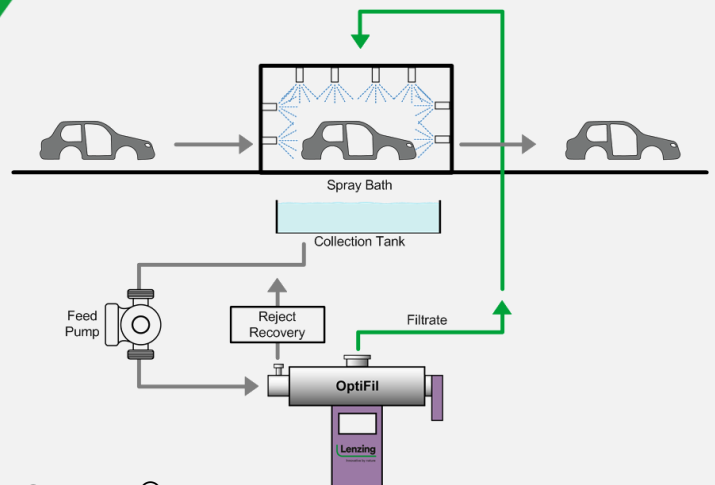 Spray Bath
Collection Tank
Feed
Pump
Reject
Recovery
Filtrate
OptiFil
Lenzing